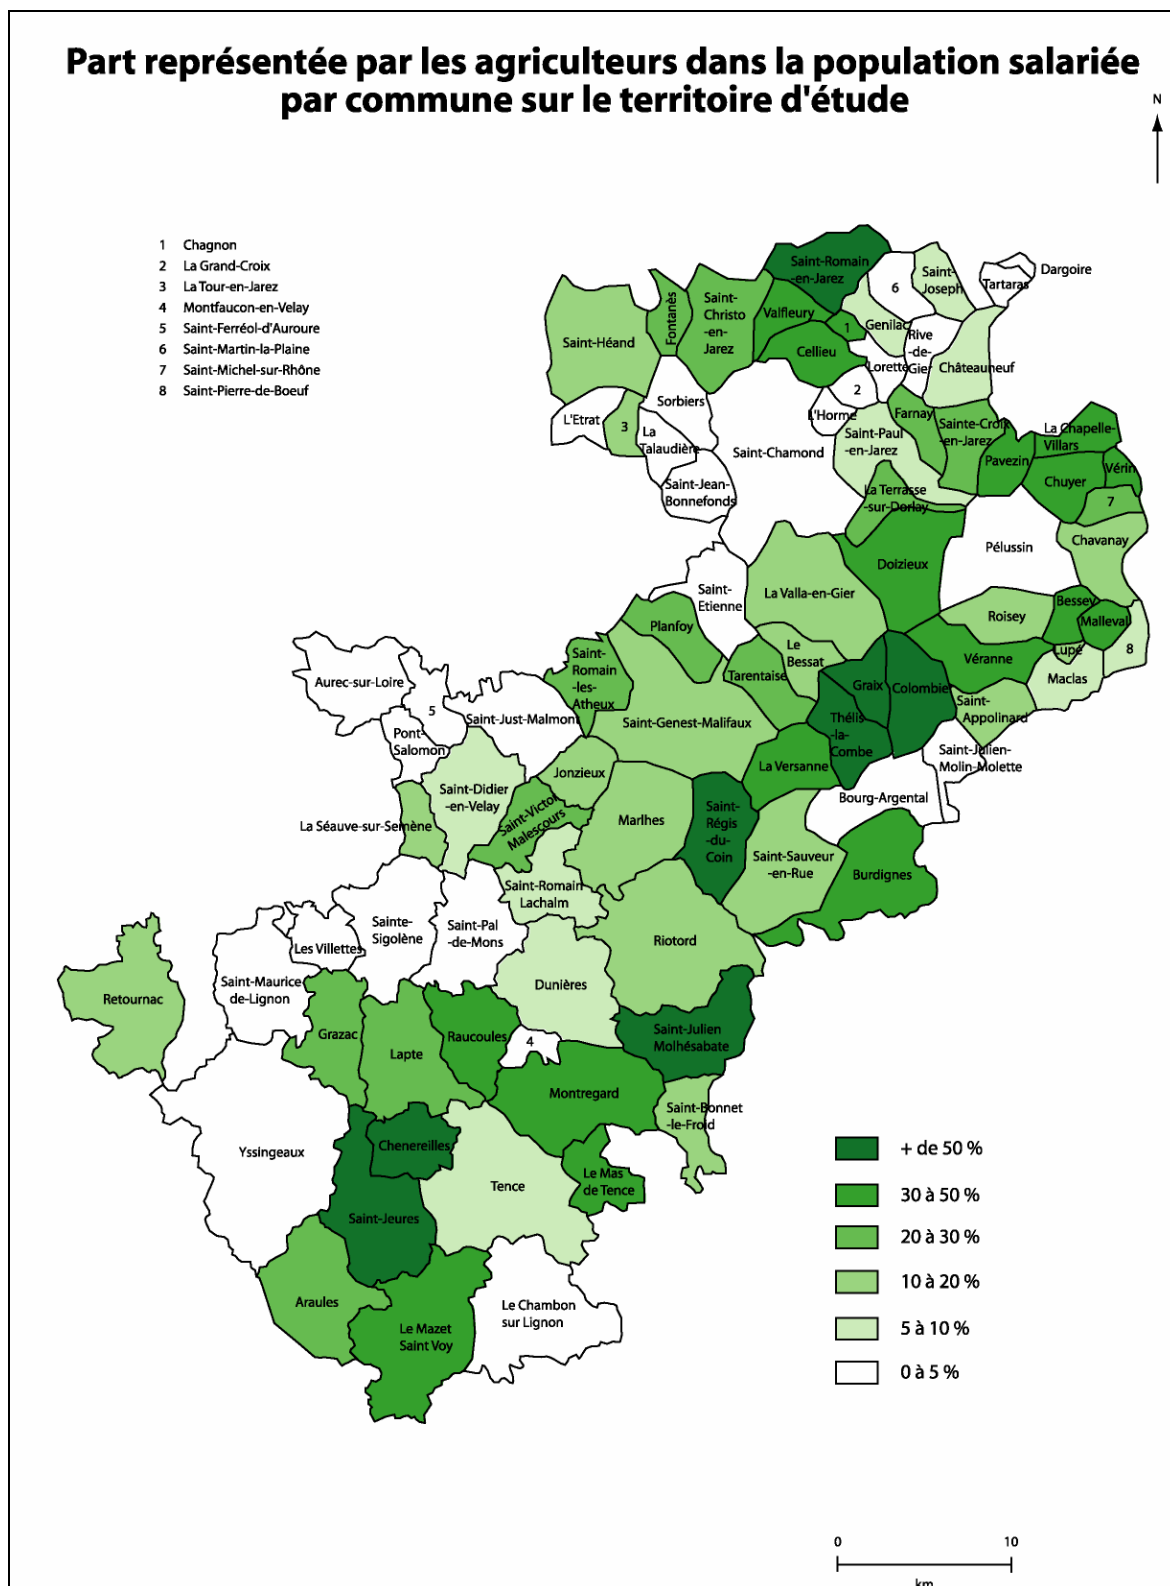 Part représentée par les agriculteurs dans la population salariée
par commune sur le territoire d'étude
N
1 Chagnon
2 La Grand-Croix
3 La Tour-en-Jarez
4 Montfaucon-en-Velay
5 Saint-Ferréol-d'Auroure
6 Saint-Martin-la-Plaine
7 Saint-Michel-sur-Rhône
8 Saint-Pierre-de-Boeuf
Saint-Romain
-en-Jarez
Saint-
Joseph
6
Dargoire
Tartaras
Fontanès
Saint-
Christo
-en-
Jarez
Valfleury
1
Genilac
Rive
-de-
Gier
Saint-Héand
Cellieu
Lorette
Châteauneuf
2
Sorbiers
L'Etrat
3
La
Talaudière
L'Horme
Farnay
Sainte-Croix
-en-Jarez
La Chapelle-
Villars
Saint-Paul
-en-Jarez
Saint-Chamond
Pavezin
Vérin
Chuyer
Saint-Jean-
Bonnefonds
La Terrasse
-sur-Dorlay
7
Chavanay
Pélussin
Doizieux
Saint-
Etienne
La Valla-en-Gier
Bessey
Roisey
Malleval
Planfoy
Le
Bessat
Lupé
8
Véranne
Saint-
Romain
-les-
Atheux
Tarentaise
Maclas
Aurec-sur-Loire
Graix
Colombier
5
Saint-Just-Malmont
Saint-Genest-Malifaux
Saint-
Appolinard
Thélis
-la-
Combe
Pont-
Salomon
Saint-Julien-
Molin-Molette
La Versanne
Jonzieux
Saint-Didier
-en-Velay
Bourg-Argental
Saint-Victor
Malescours
Marlhes
Saint-
Régis
-du-
Coin
La Séauve-sur-Semène
Saint-Sauveur
-en-Rue
Burdignes
Saint-Romain
Lachalm
Sainte-
Sigolène
Saint-Pal
-de-Mons
Riotord
Les Villettes
Saint-Maurice
de-Lignon
Dunières
Retournac
Grazac
Raucoules
4
Saint-Julien
Molhésabate
Lapte
Montregard
Saint-Bonnet
-le-Froid
Yssingeaux
Chenereilles
Le Mas
de Tence
Tence
Saint-Jeures
Araules
Le Chambon
sur Lignon
Le Mazet
Saint Voy
+ de 50 %
30 à 50 %
20 à 30 %
10 à 20 %
5 à 10 %
0 à 5 %
0 10
km